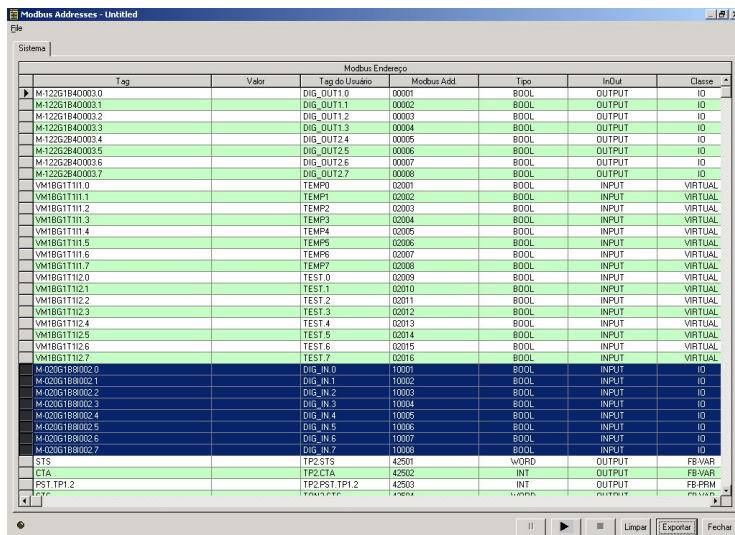 Modbus Addresses - Untitled
File
Sistema
Modbus Endereço
Tag Valor Tag do Usuário Modbus Add. Tipo InOut Classe
M-122G1B4O003.0 DIG_OUT1.0 00001 BOOL OUTPUT IO
M-122G1B4O003.1 DIG_OUT1.1 00002 BOOL OUTPUT IO
M-122G1B4O003.2 DIG_OUT1.2 00003 BOOL OUTPUT IO
M-122G1B4O003.3 DIG_OUT1.3 00004 BOOL OUTPUT IO
M-122G2B4O003.4 DIG_OUT2.4 00005 BOOL OUTPUT IO
M-122G2B4O003.5 DIG_OUT2.5 00006 BOOL OUTPUT IO
M-122G2B4O003.6 DIG_OUT2.6 00007 BOOL OUTPUT IO
M-122G2B4O003.7 DIG_OUT2.7 00008 BOOL OUTPUT IO
VM1BG1T1I1.0 TEMP0 02001 BOOL INPUT VIRTUAL
VM1BG1T1I1.1 TEMP1 02002 BOOL INPUT VIRTUAL
VM1BG1T1I1.2 TEMP2 02003 BOOL INPUT VIRTUAL
VM1BG1T1I1.3 TEMP3 02004 BOOL INPUT VIRTUAL
VM1BG1T1I1.4 TEMP4 02005 BOOL INPUT VIRTUAL
VM1BG1T1I1.5 TEMP5 02006 BOOL INPUT VIRTUAL
VM1BG1T1I1.6 TEMP6 02007 BOOL INPUT VIRTUAL
VM1BG1T1I1.7 TEMP7 02008 BOOL INPUT VIRTUAL
VM1BG1T1I2.0 TEST.0 02009 BOOL INPUT VIRTUAL
VM1BG1T1I2.1 TEST.1 02010 BOOL INPUT VIRTUAL
VM1BG1T1I2.2 TEST.2 02011 BOOL INPUT VIRTUAL
VM1BG1T1I2.3 TEST.3 02012 BOOL INPUT VIRTUAL
VM1BG1T1I2.4 TEST.4 02013 BOOL INPUT VIRTUAL
VM1BG1T1I2.5 TEST.5 02014 BOOL INPUT VIRTUAL
VM1BG1T1I2.6 TEST.6 02015 BOOL INPUT VIRTUAL
VM1BG1T1I2.7 TEST.7 02016 BOOL INPUT VIRTUAL
M-020G1B8I002.0 DIG_IN.0 10001 BOOL INPUT IO
M-020G1B8I002.1 DIG_IN.1 10002 BOOL INPUT IO
M-020G1B8I002.2 DIG_IN.2 10003 BOOL INPUT IO
M-020G1B8I002.3 DIG_IN.3 10004 BOOL INPUT IO
M-020G1B8I002.4 DIG_IN.4 10005 BOOL INPUT IO
M-020G1B8I002.5 DIG_IN.5 10006 BOOL INPUT IO
M-020G1B8I002.6 DIG_IN.6 10007 BOOL INPUT IO
M-020G1B8I002.7 DIG_IN.7 10008 BOOL INPUT IO
STS TP2.STS 42501 WORD OUTPUT FB-VAR
CTA TP2.CTA 42502 INT OUTPUT FB-VAR
PST.TP1.2 TP2.PST.TP1.2 42503 INT OUTPUT FB-PRM
Limpar Exportar Fechar